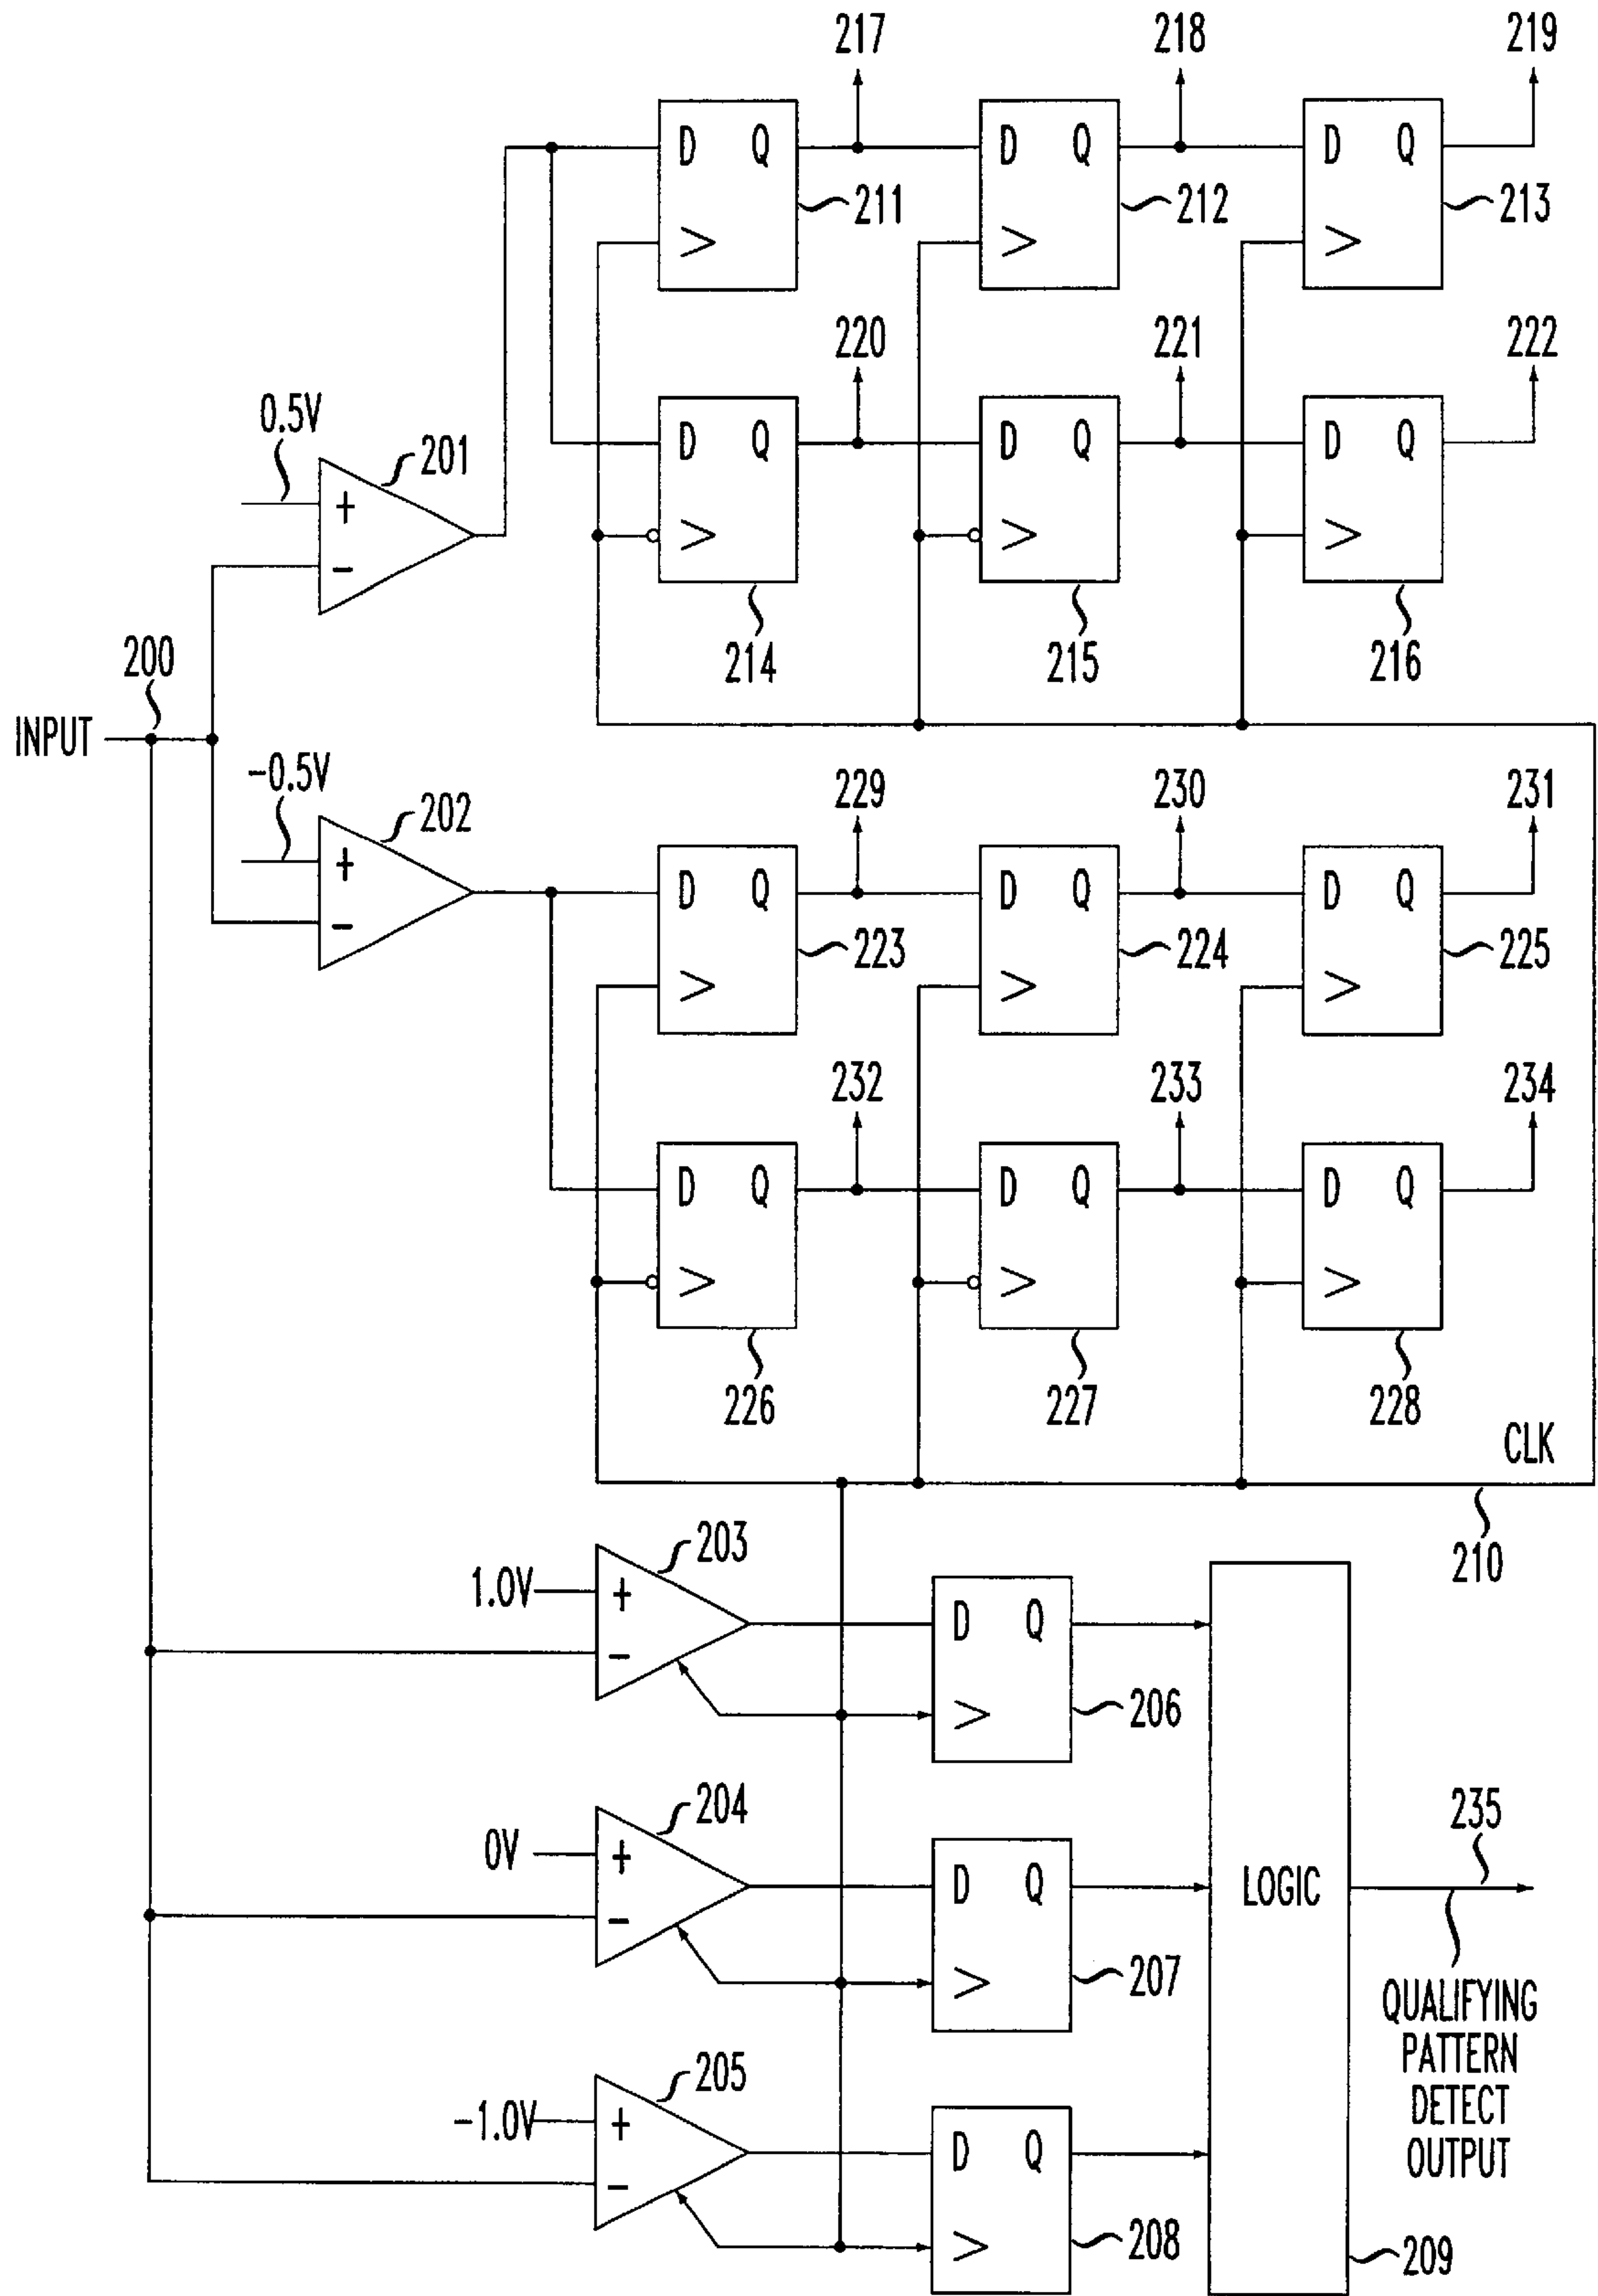 217 218 219
D Q D Q D Q
211 212 213
> > >
220 221 222
0.5V 201
D Q D Q D Q
+
> > >
-
214 215 216
200
INPUT
-0.5V 202
229 230 231
+
D Q D Q D Q
-
223 224 225
> > >
232 233 234
D Q D Q D Q
> > >
226 227 228
CLK
203
210
1.0V + D Q
-
206
>
204
235
0V + D Q LOGIC
-
207
>
QUALIFYING
PATTERN
DETECT
OUTPUT
205
-1.0V + D Q
-
208
>
209